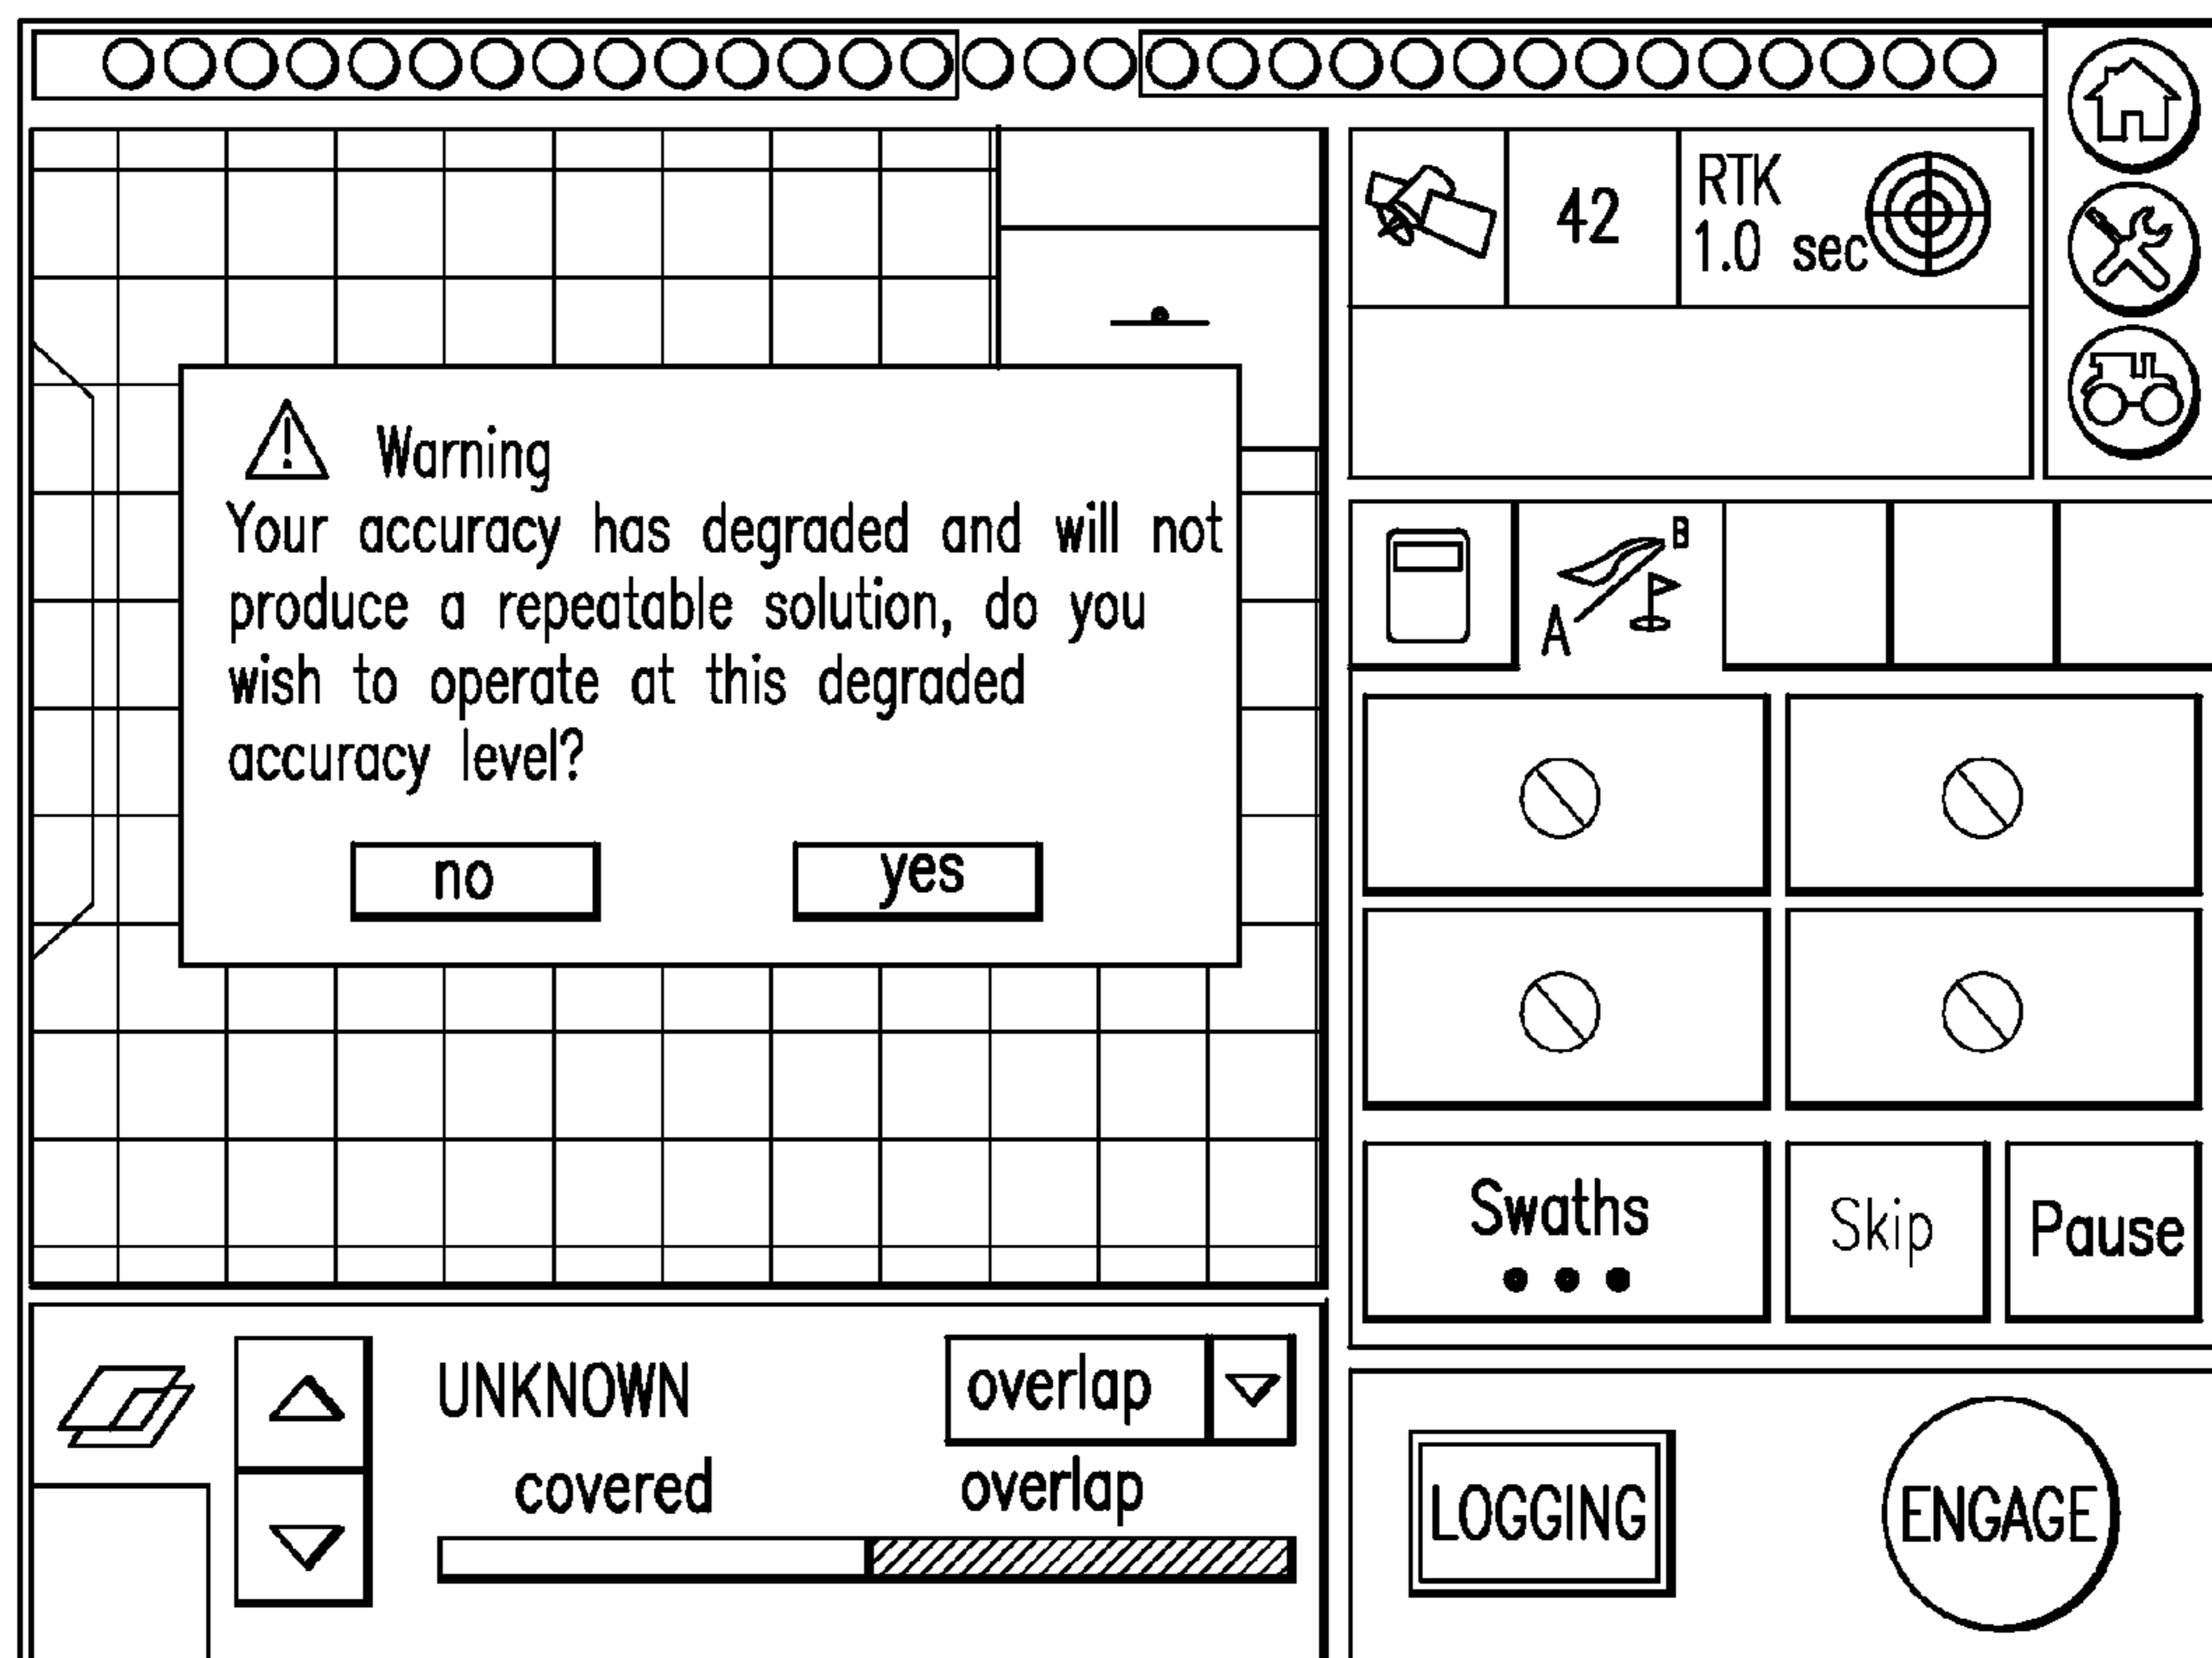 42
RTK
1.0 sec
Warning
Your accuracy has degraded and will not
produce a repeatable solution, do you
wish to operate at this degraded
accuracy level?
no
yes
B
A
Swaths
Skip
Pause
UNKNOWN
overlap
covered
overlap
LOGGING
ENGAGE